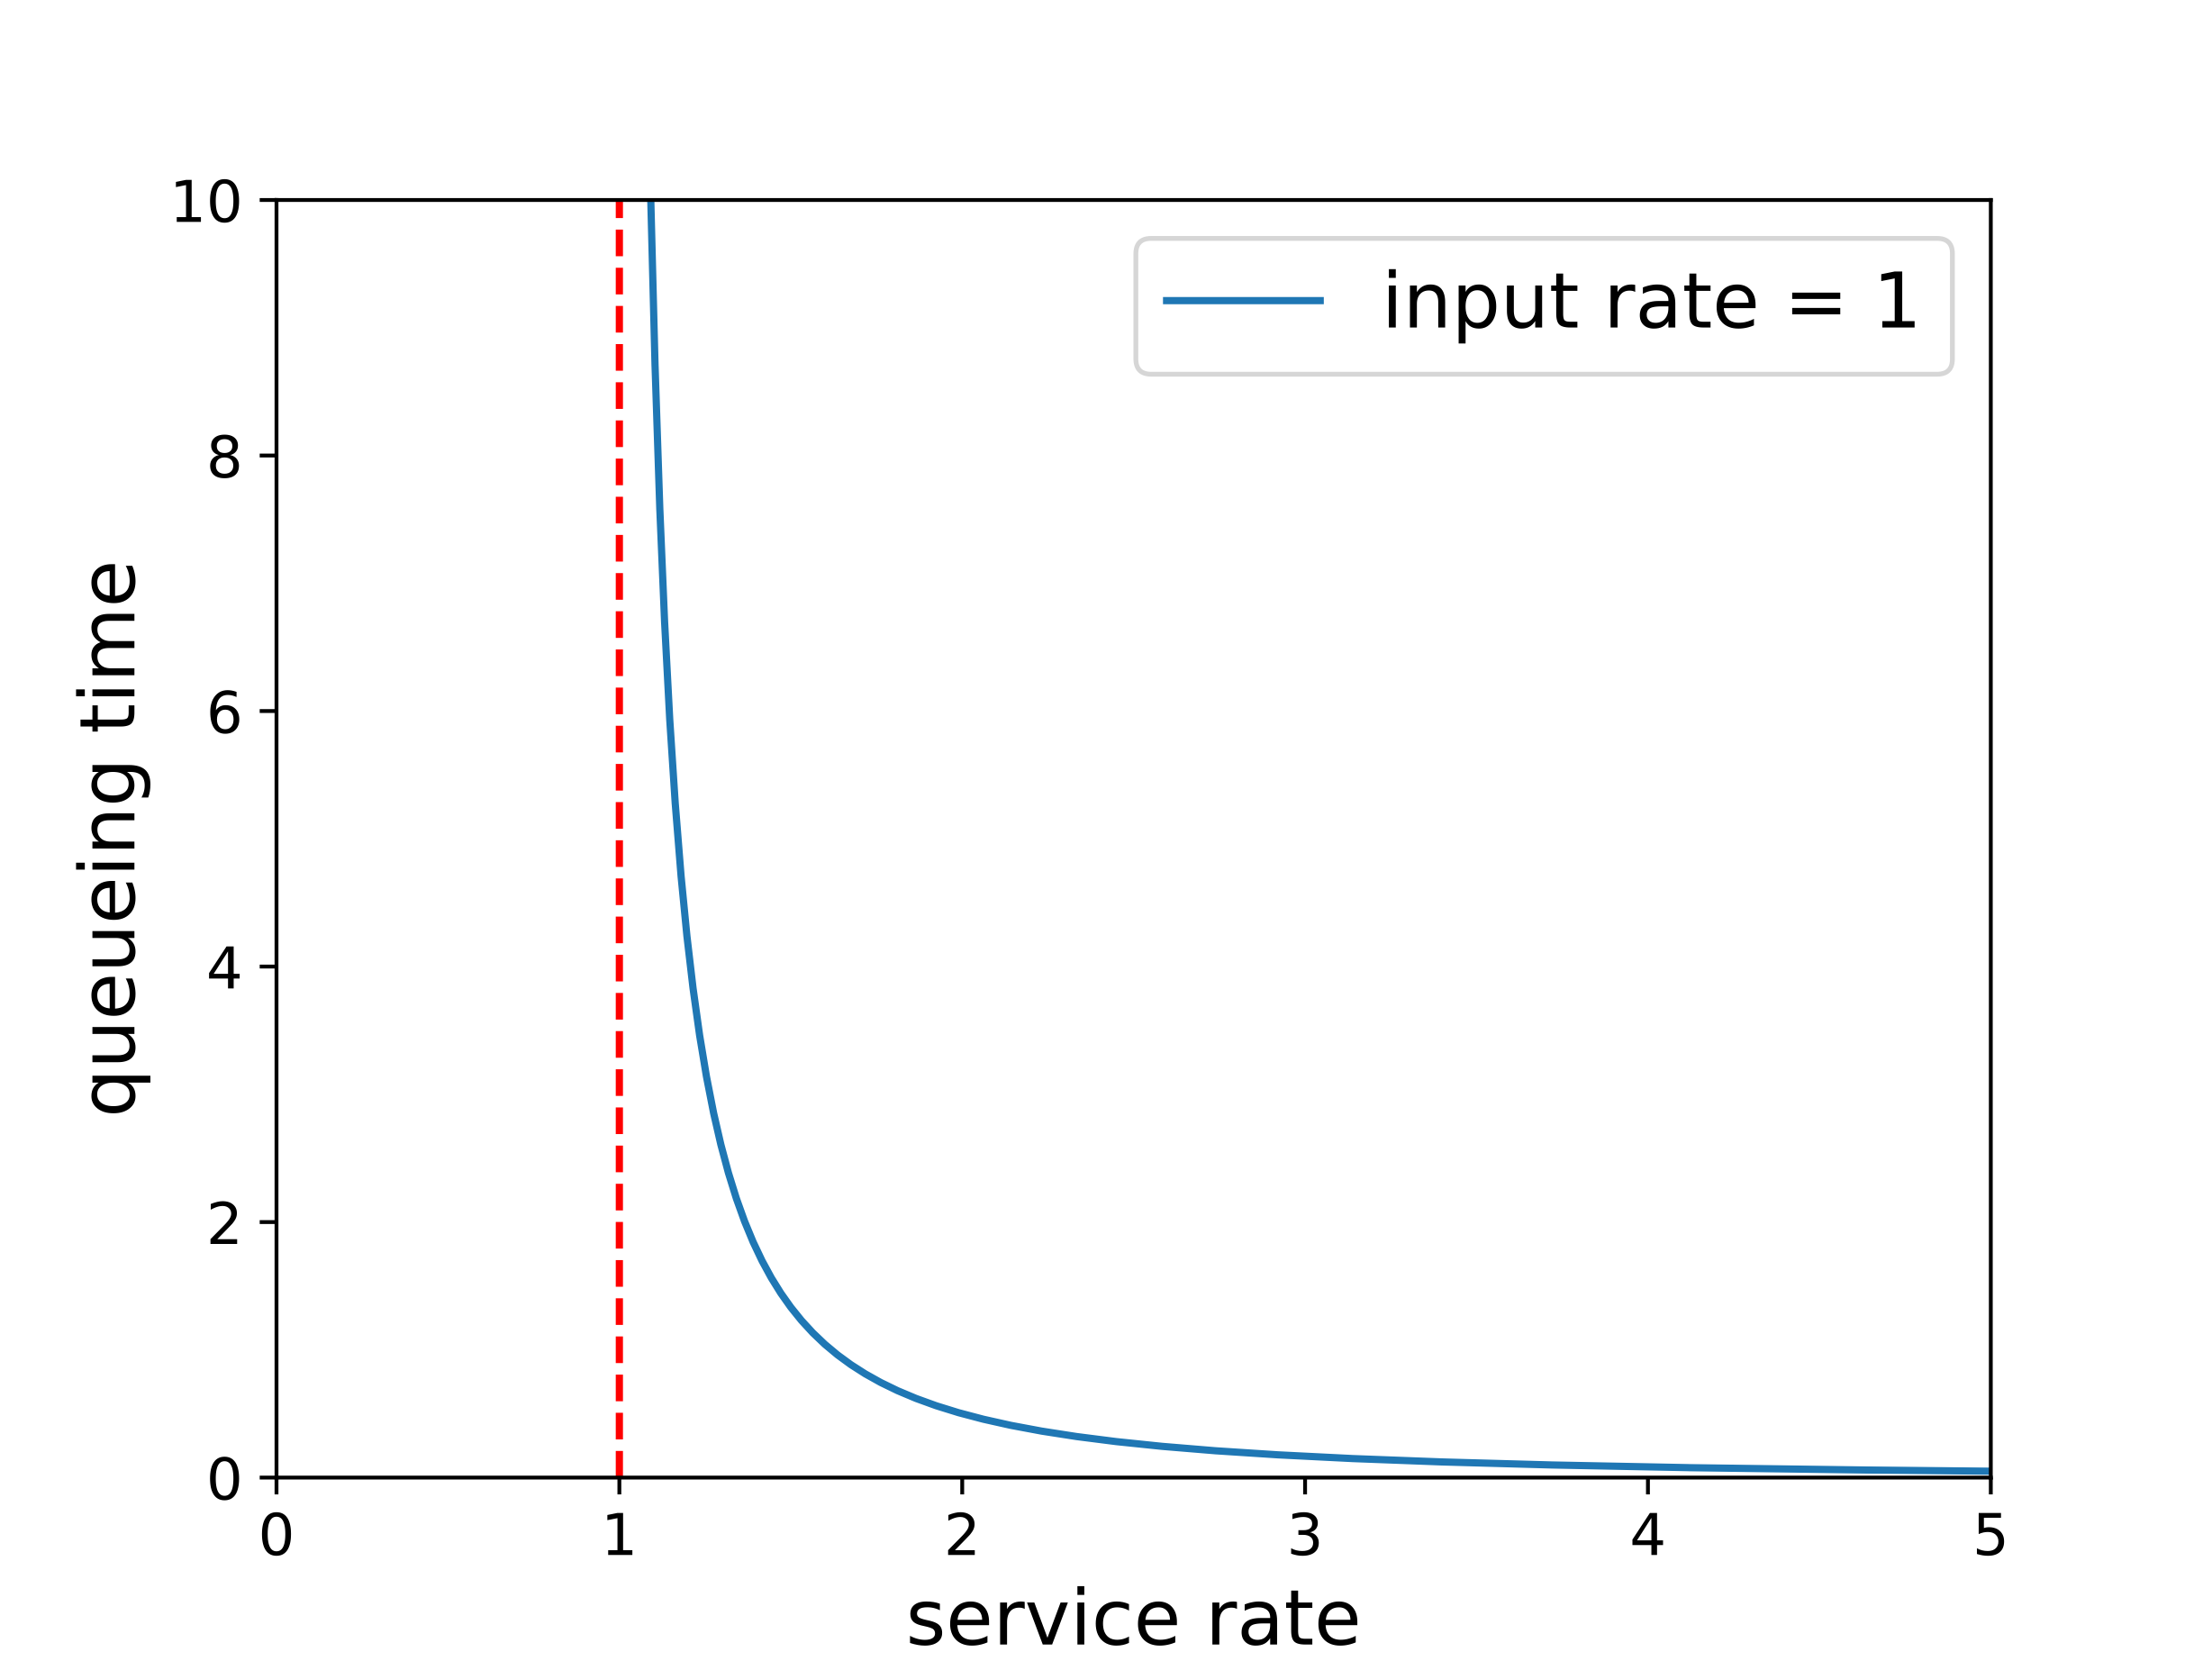 10
8
6
4
2
0
queueing time
input rate = 1
0 1 2 3 4 5
service rate